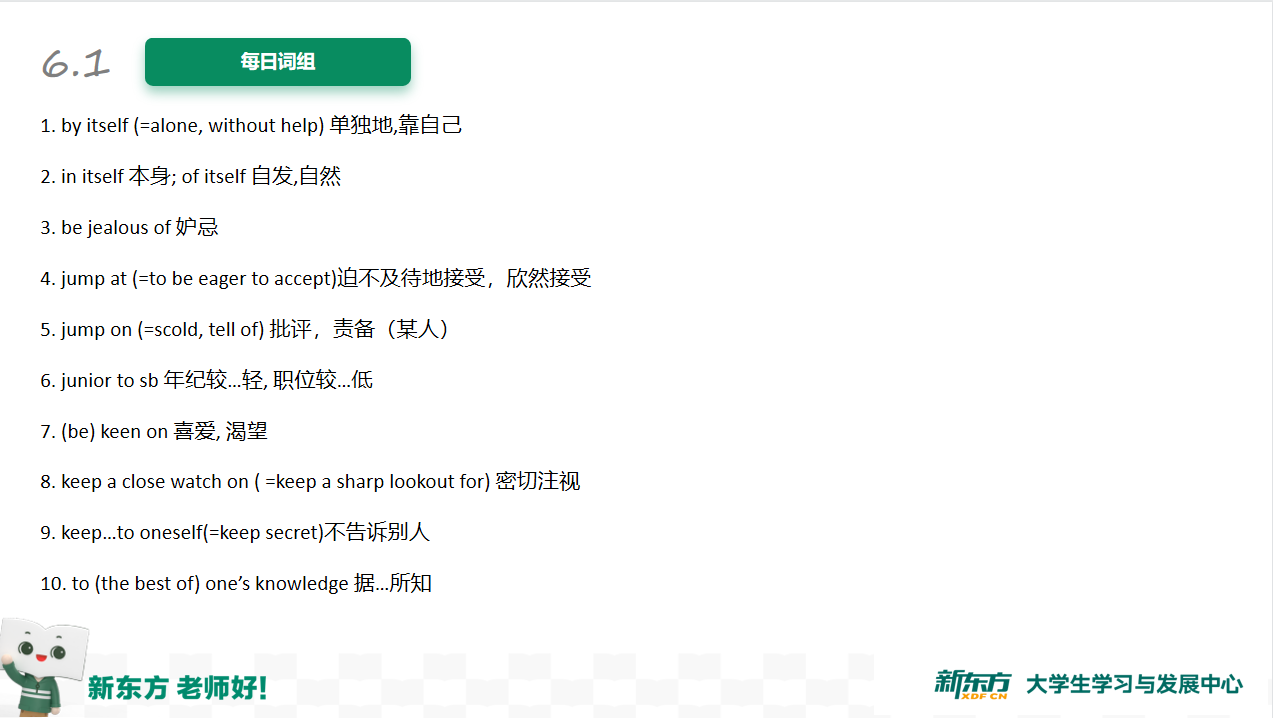 6.1
每日词组
1. by itself (=alone, without help) 单独地,靠自己
2. in itself 本身; of itself 自发,自然
3. be jealous of 妒忌
4. jump at (=to be eager to accept)迫不及待地接受，欣然接受
5. jump on (=scold, tell of) 批评，责备（某人）
6. junior to sb 年纪较…轻, 职位较…低
7. (be) keen on 喜爱, 渴望
8. keep a close watch on ( =keep a sharp lookout for) 密切注视
9. keep…to oneself(=keep secret)不告诉别人
10. to (the best of) one’s knowledge 据…所知
新东方 老师好!
新东方 XDF.CN 大学生学习与发展中心